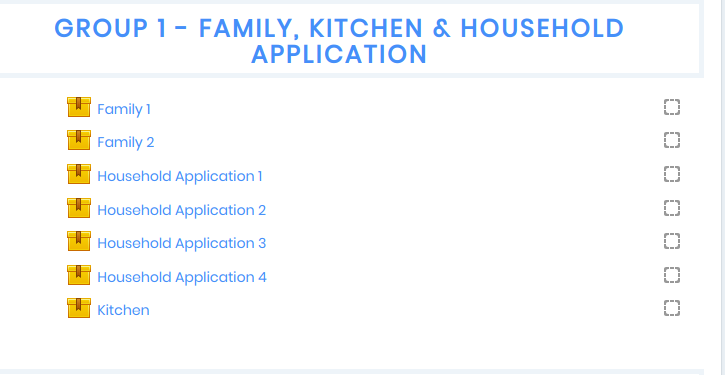 GROUP 1 - FAMILY, KITCHEN & HOUSEHOLD
APPLICATION
Family 1
Family 2
Household Application 1
Household Application 2
Household Application 3
Household Application 4
Kitchen